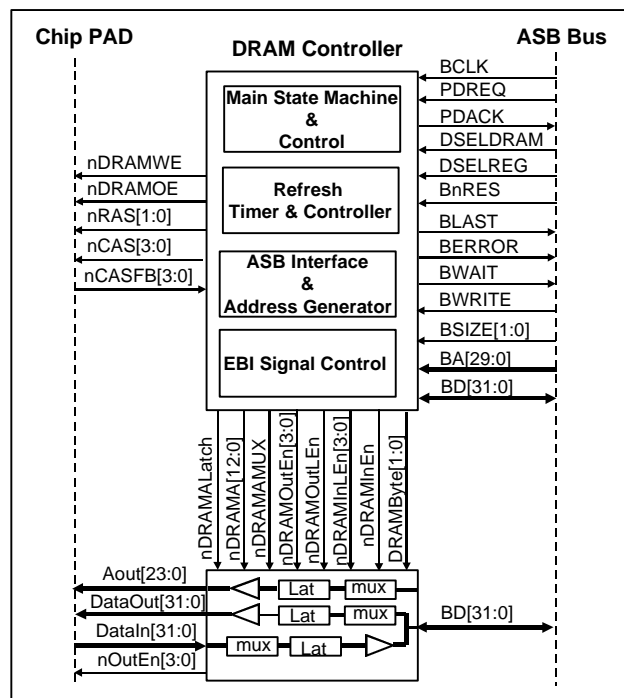 Chip PAD
ASB Bus
DRAM Controller
Main State Machine
&
Control
Refresh
Timer & Controller
ASB Interface
&
Address Generator
EBI Signal Control
nDRAMWE
nDRAMOE
nRAS[1:0]
nCAS[3:0]
nCASFB[3:0]
BCLK
PDREQ
PDACK
DSELDRAM
DSELREG
BnRES
BLAST
BERROR
BWAIT
BWRITE
BSIZE[1:0]
BA[29:0]
BD[31:0]
nDRAMALatch
nDRAMA[12:0]
nDRAMAMUX
nDRAMOutEn[3:0]
nDRAMOutLEn
nDRAMInLEn[3:0]
nDRAMInEn
DRAMByte[1:0]
Aout[23:0]
Lat
mux
DataOut[31:0]
Lat
mux
DataIn[31:0]
mux
Lat
BD[31:0]
nOutEn[3:0]